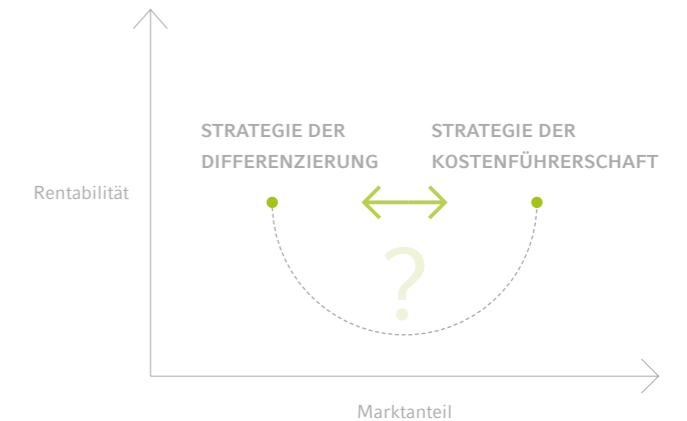 STRATEGIE DER
DIFFERENZIERUNG
STRATEGIE DER
KOSTENFÜHRERSCHAFT
Rentabilität
?
Marktanteil